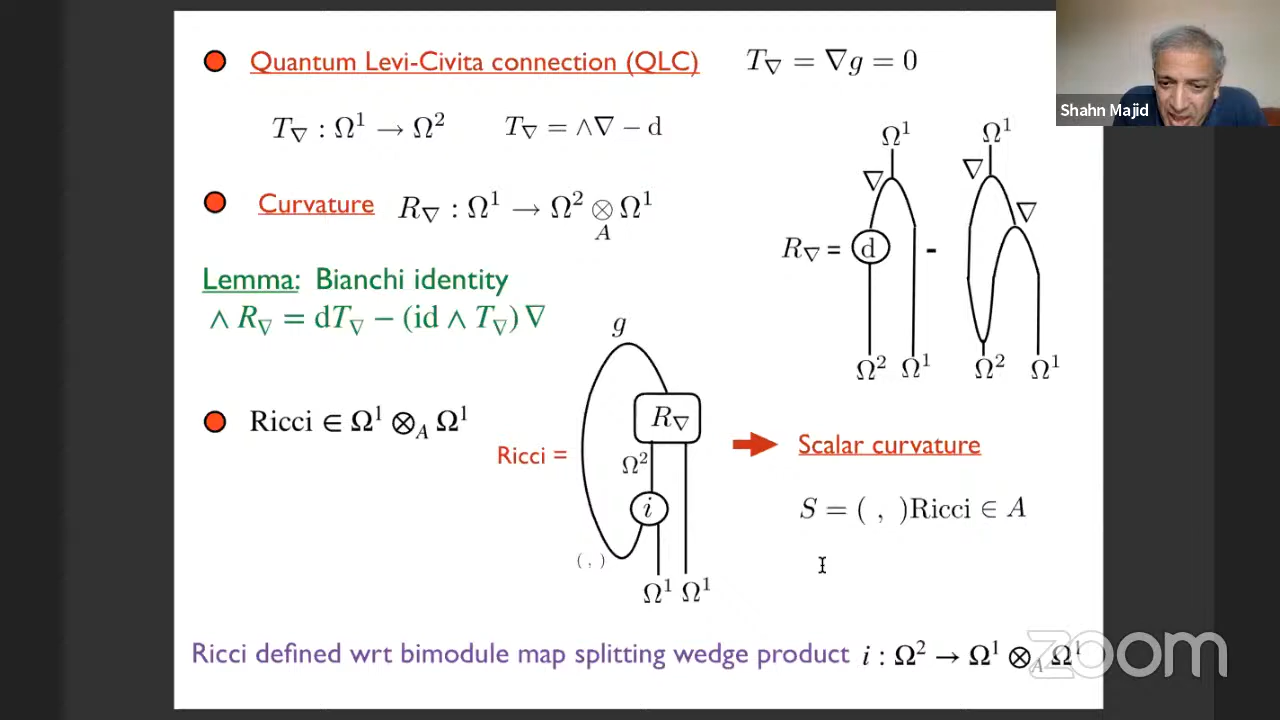 Quantum Levi-Civita connection (QLC) T∇ = ∇g = 0
T∇ : Ω¹ → Ω² T∇ = ∧∇ − d
Curvature R∇ : Ω¹ → Ω² ⊗_A Ω¹
Lemma: Bianchi identity
∧ R∇ = dT∇ − (id ∧ T∇) ∇
Ricci ∈ Ω¹ ⊗_A Ω¹
Ricci =
g
R∇
Ω²
i
( , )
Ω¹ Ω¹
Shahn Majid
Ω¹ Ω¹
∇ ∇
∇
R∇ = d -
Ω² Ω¹ Ω² Ω¹
Scalar curvature
S = ( , )Ricci ∈ A
Ricci defined wrt bimodule map splitting wedge product i : Ω² → Ω¹ ⊗_A Ω¹
zoom